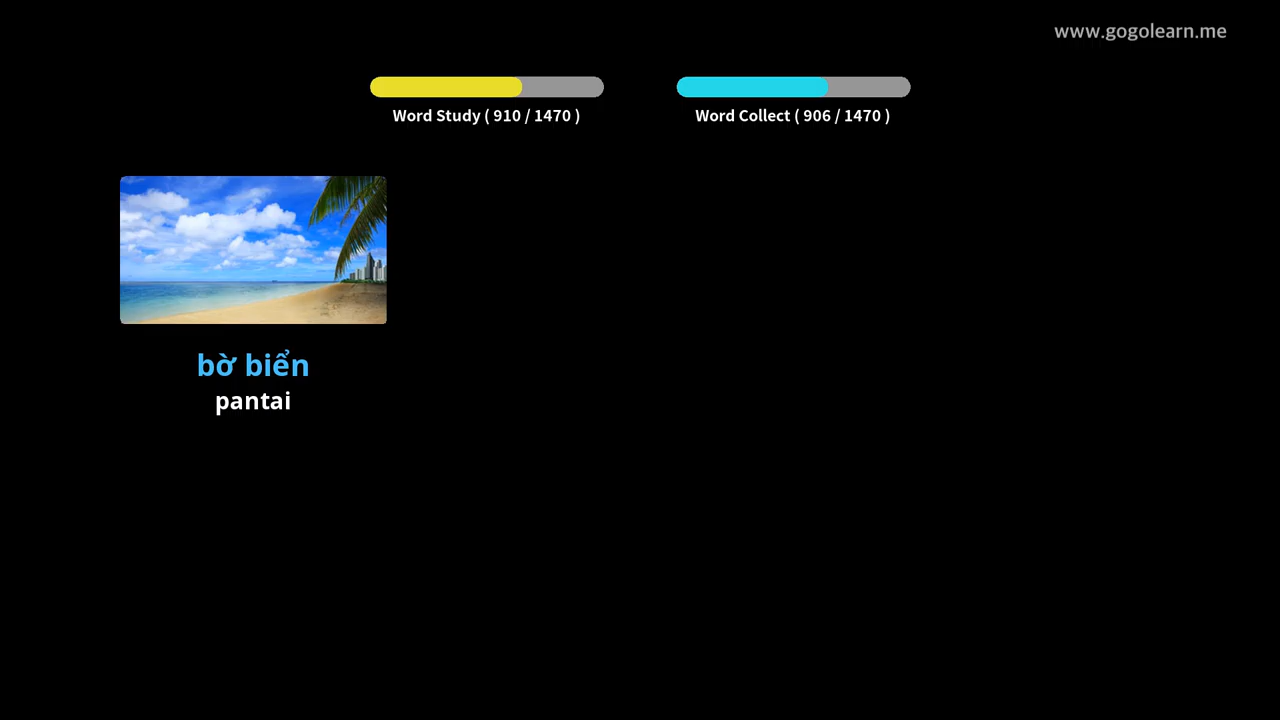 www.gogolearn.me
Word Study ( 910 / 1470 )
Word Collect ( 906 / 1470 )
bờ biển
pantai